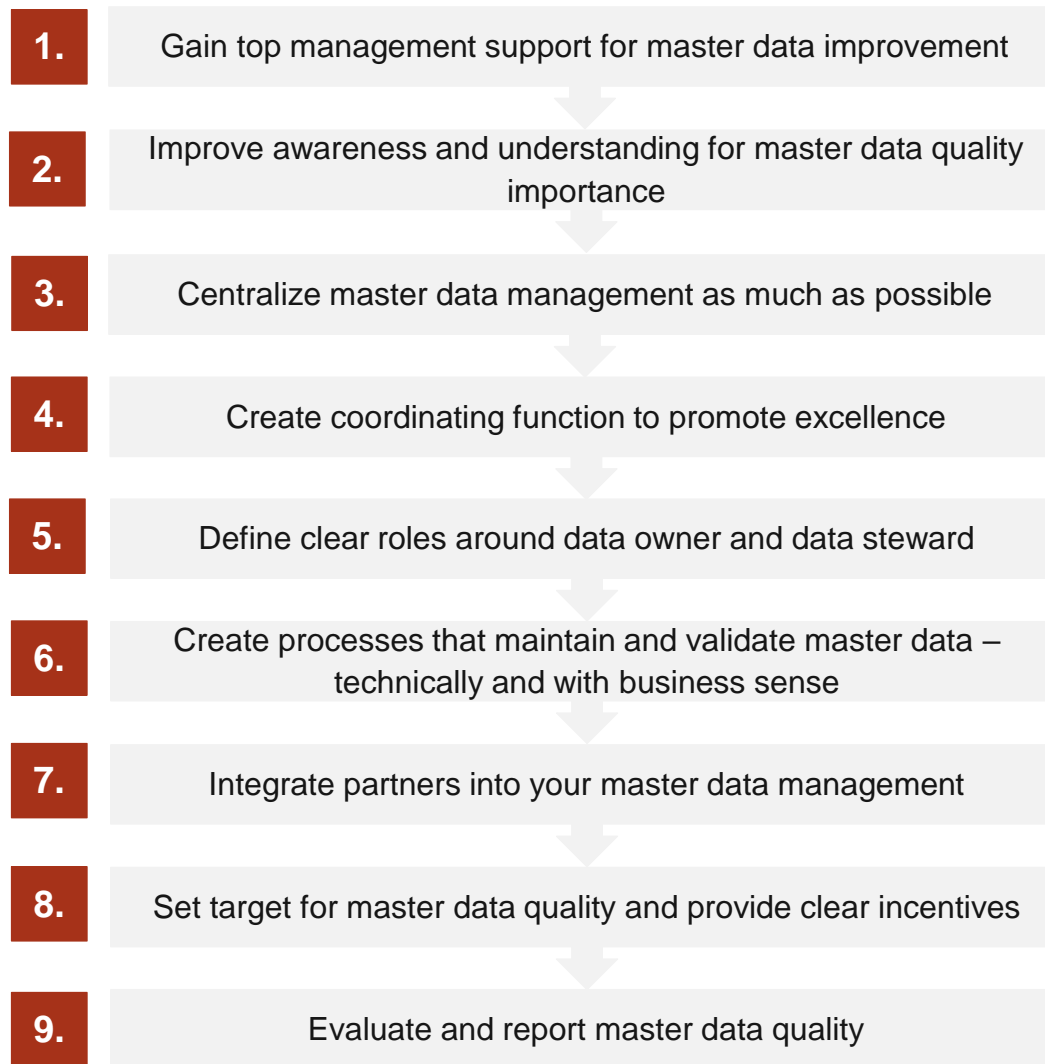 1.
Gain top management support for master data improvement
2.
Improve awareness and understanding for master data quality
importance
3.
Centralize master data management as much as possible
4.
Create coordinating function to promote excellence
5.
Define clear roles around data owner and data steward
6.
Create processes that maintain and validate master data –
technically and with business sense
7.
Integrate partners into your master data management
8.
Set target for master data quality and provide clear incentives
9.
Evaluate and report master data quality